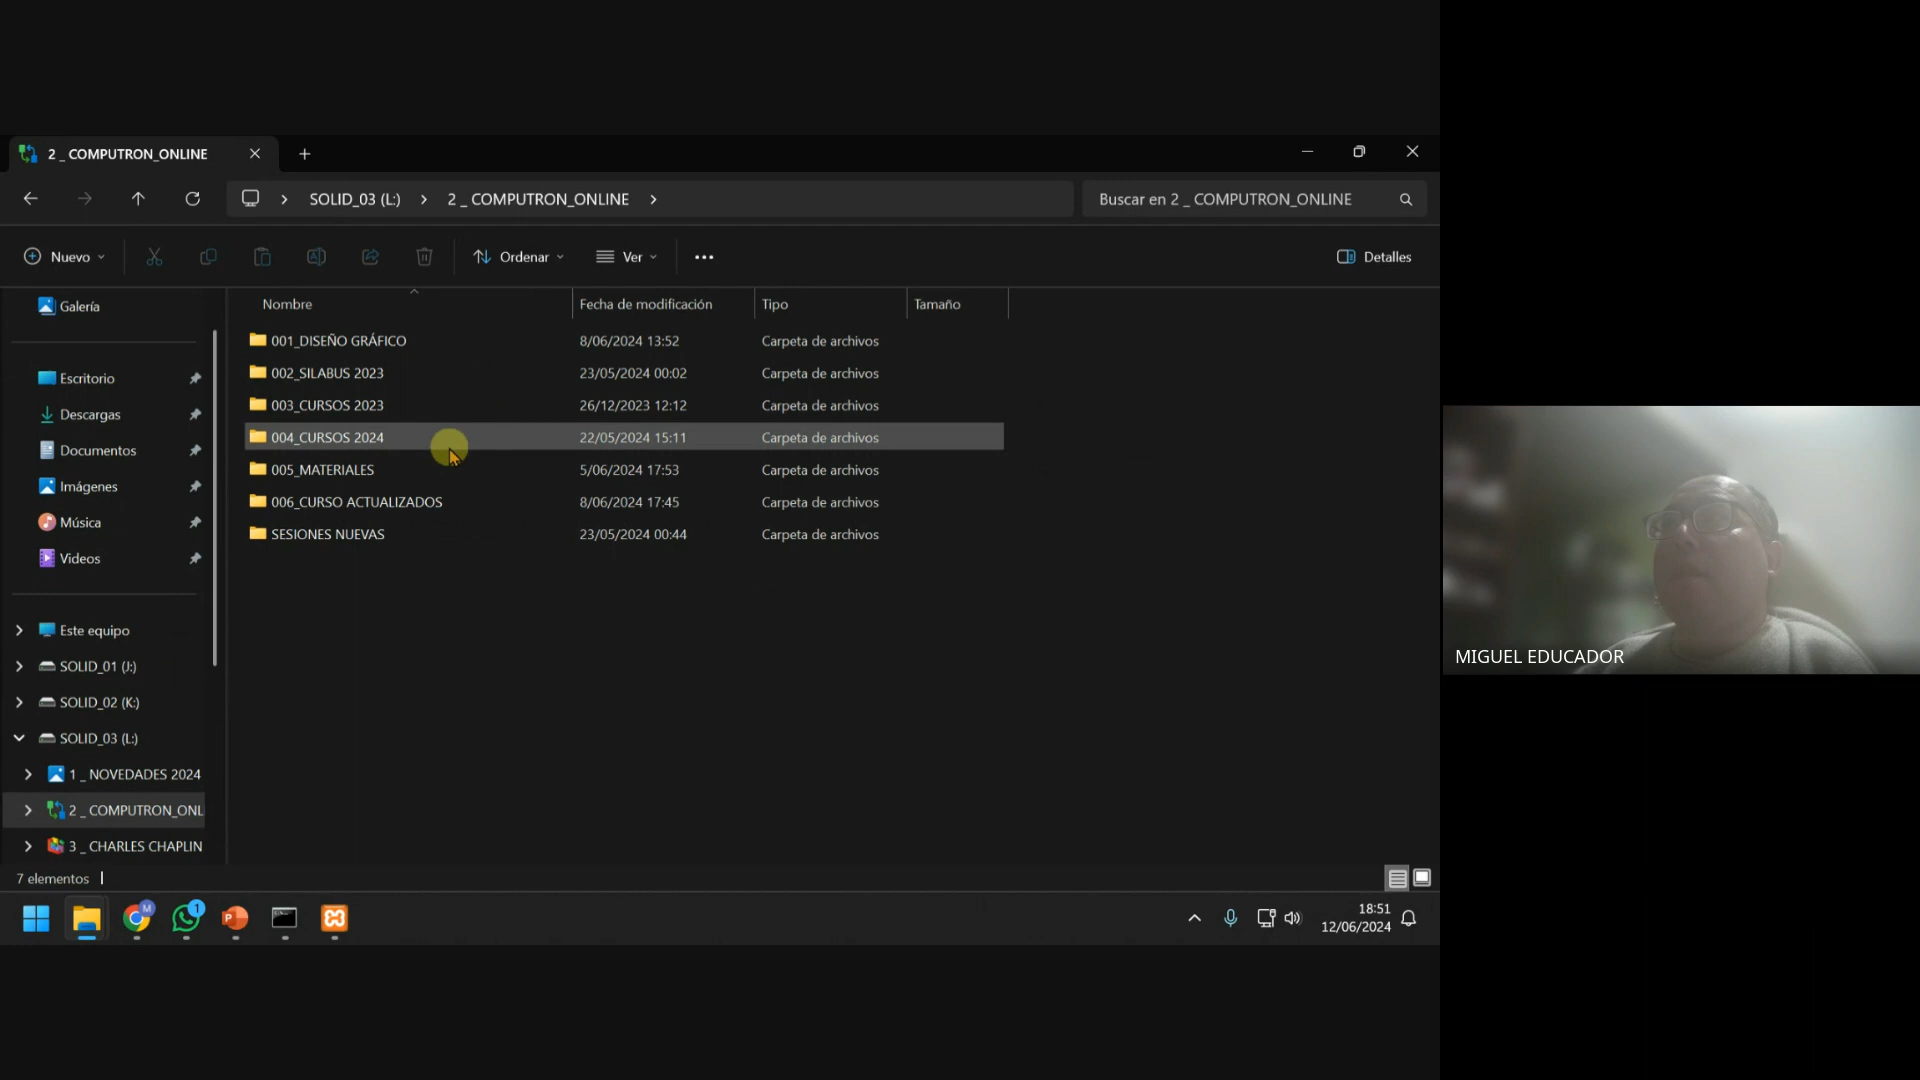 2 _ COMPUTRON_ONLINE
SOLID_03 (L:) 2 _ COMPUTRON_ONLINE
Buscar en 2 _ COMPUTRON_ONLINE
Nuevo Ordenar Ver Detalles
Nombre Fecha de modificación Tipo Tamaño
001_DISEÑO GRÁFICO 8/06/2024 13:52 Carpeta de archivos
002_SILABUS 2023 23/05/2024 00:02 Carpeta de archivos
003_CURSOS 2023 26/12/2023 12:12 Carpeta de archivos
004_CURSOS 2024 22/05/2024 15:11 Carpeta de archivos
005_MATERIALES 5/06/2024 17:53 Carpeta de archivos
006_CURSO ACTUALIZADOS 8/06/2024 17:45 Carpeta de archivos
SESIONES NUEVAS 23/05/2024 00:44 Carpeta de archivos
Galería
Escritorio
Descargas
Documentos
Imágenes
Música
Videos
Este equipo
SOLID_01 (J:)
SOLID_02 (K:)
SOLID_03 (L:)
1 _ NOVEDADES 2024
2 _ COMPUTRON_ONL
3 _ CHARLES CHAPLIN
7 elementos
M
1
P
18:51
12/06/2024
MIGUEL EDUCADOR